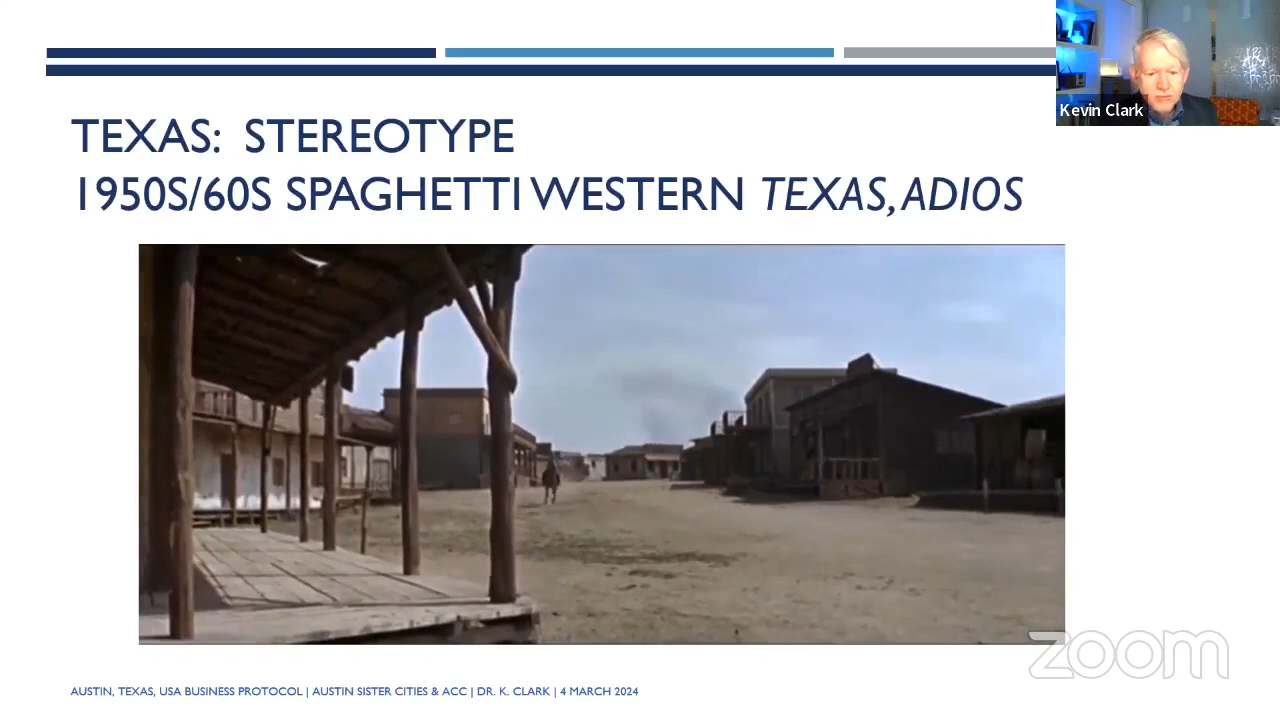 TEXAS: STEREOTYPE
1950S/60S SPAGHETTI WESTERN TEXAS, ADIOS
Kevin Clark
zoom
AUSTIN, TEXAS, USA BUSINESS PROTOCOL | AUSTIN SISTER CITIES & ACC | DR. K. CLARK | 4 MARCH 2024